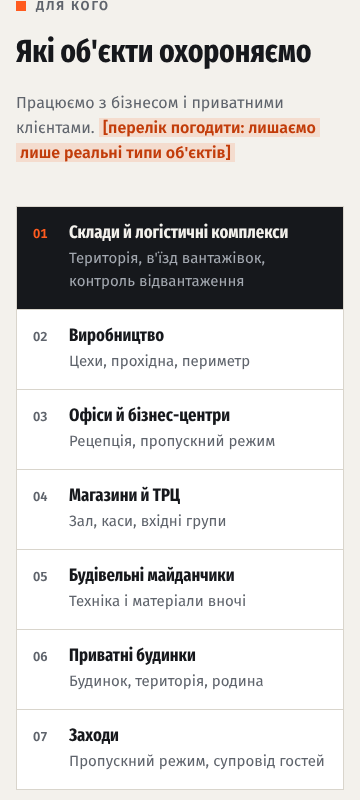 ДЛЯ КОГО
Які об'єкти охороняємо
Працюємо з бізнесом і приватними
клієнтами. [перелік погодити: лишаємо
лише реальні типи об'єктів]
01 Склади й логістичні комплекси
Територія, в'їзд вантажівок,
контроль відвантаження
02 Виробництво
Цехи, прохідна, периметр
03 Офіси й бізнес-центри
Рецепція, пропускний режим
04 Магазини й ТРЦ
Зал, каси, вхідні групи
05 Будівельні майданчики
Техніка і матеріали вночі
06 Приватні будинки
Будинок, територія, родина
07 Заходи
Пропускний режим, супровід гостей